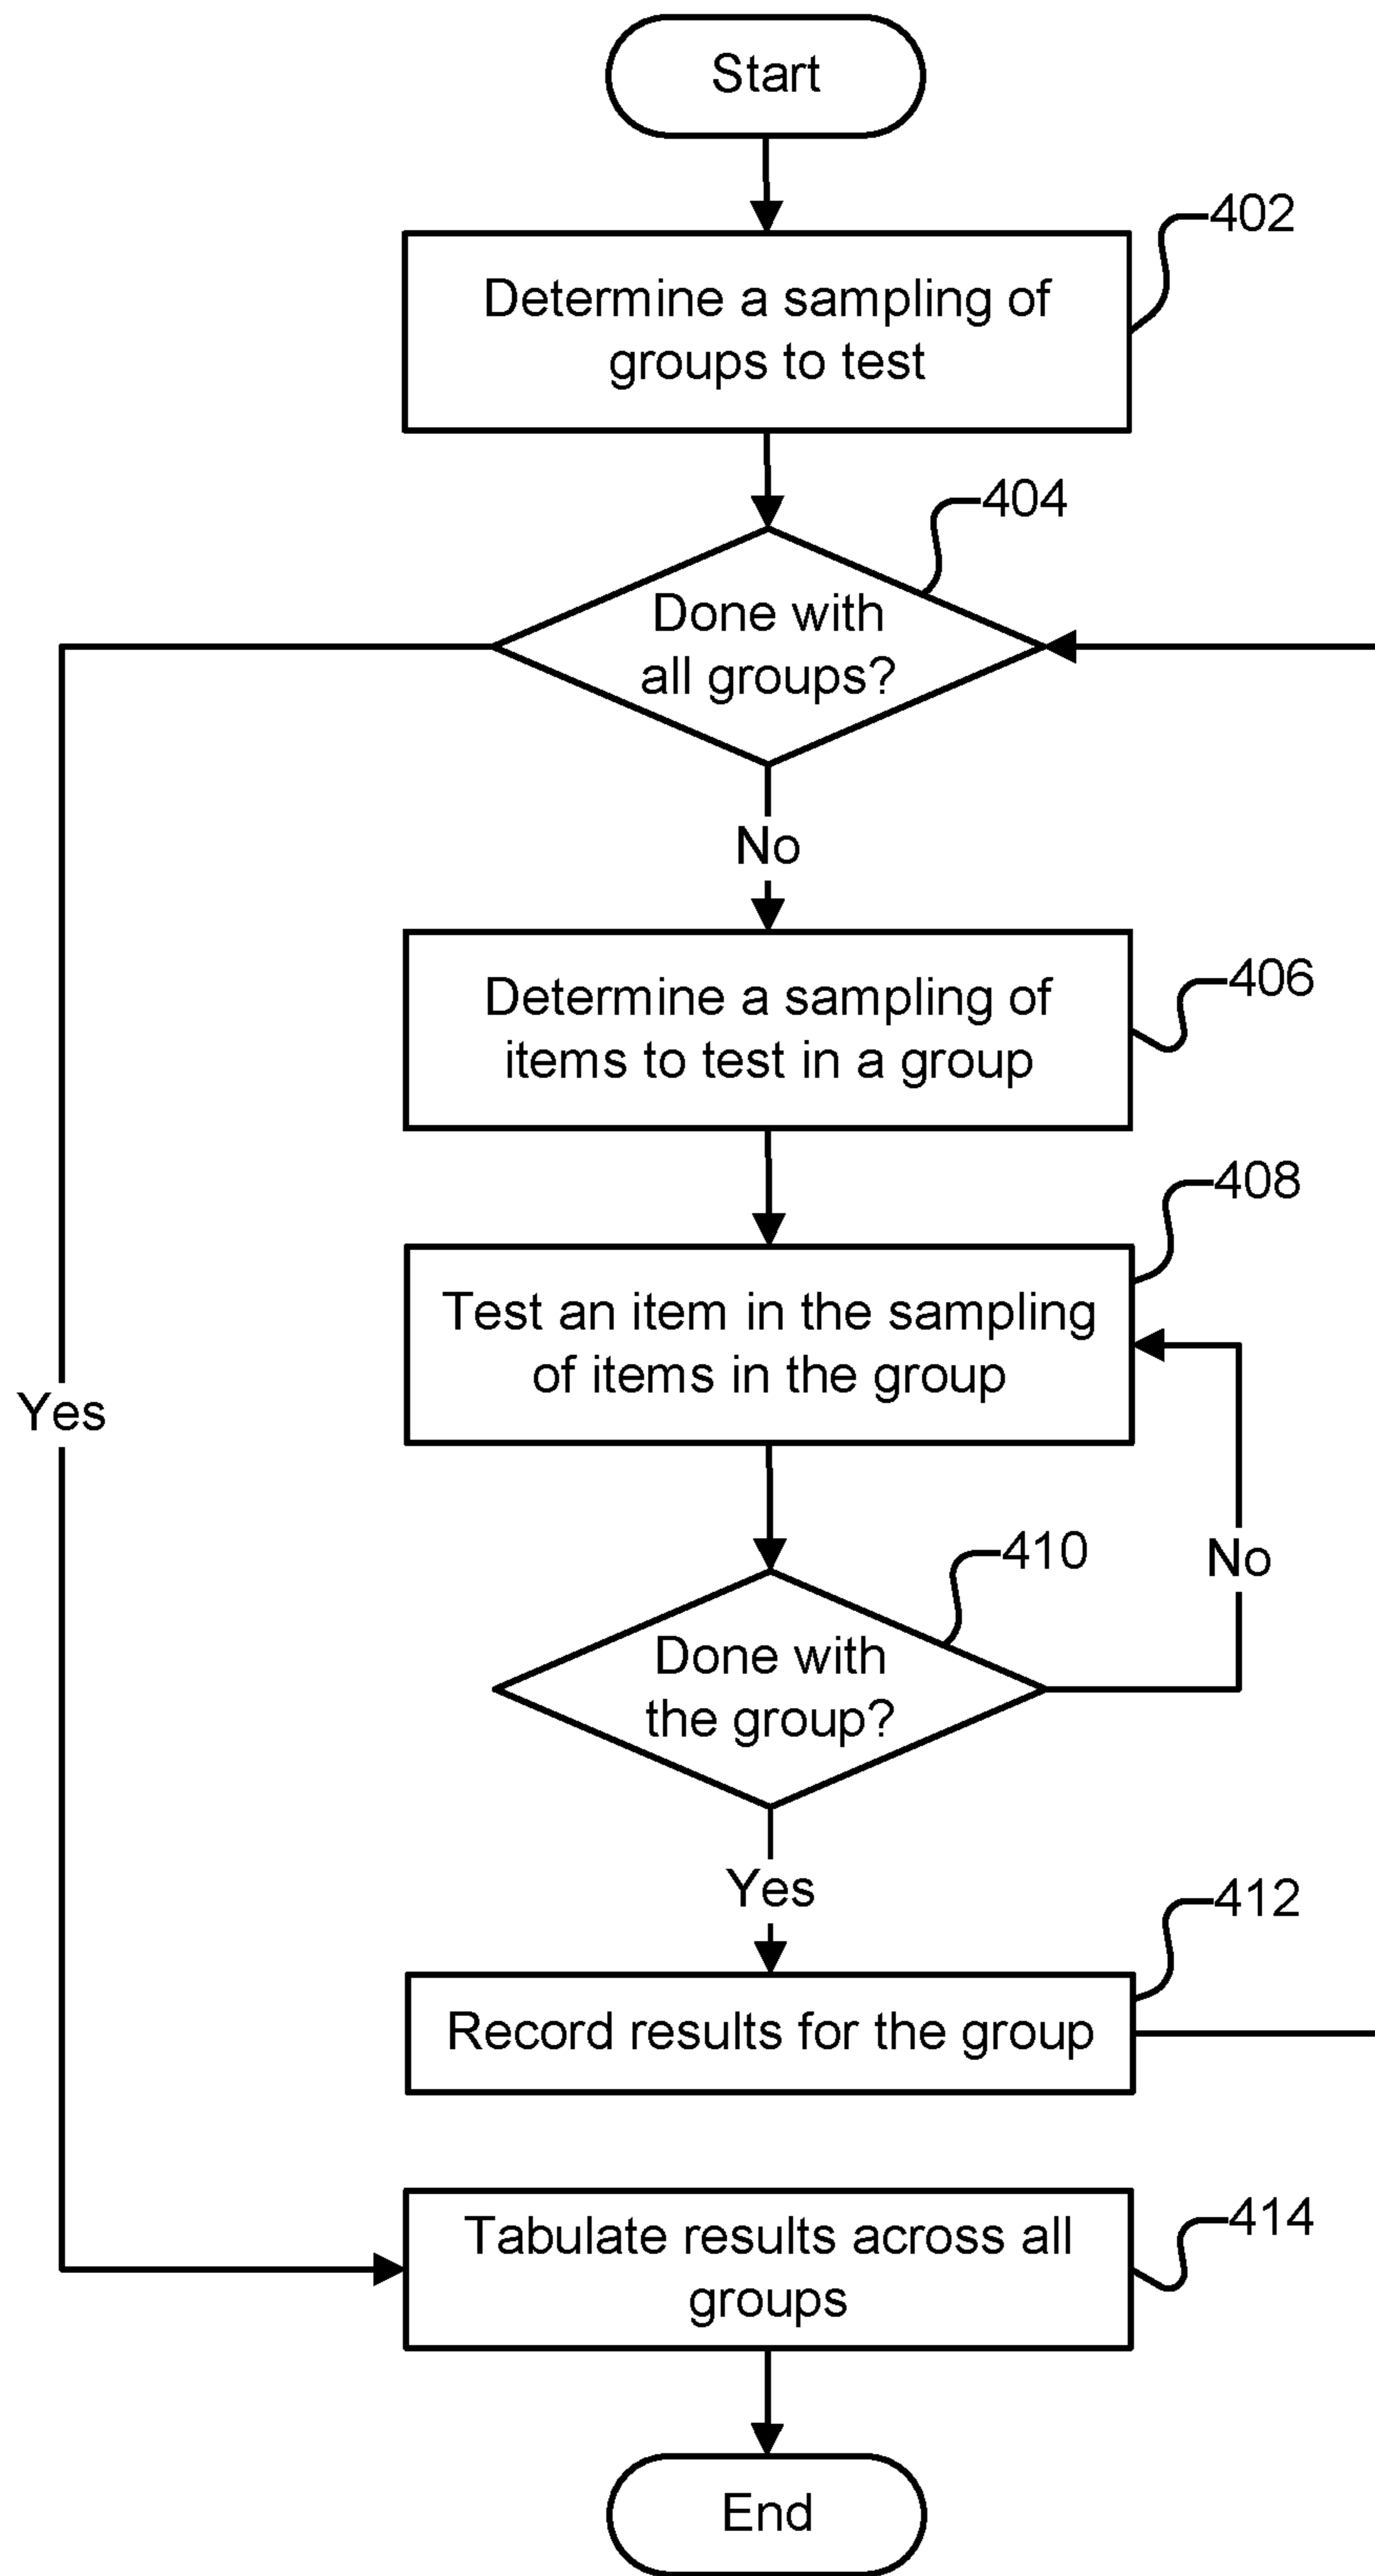 Start
402
Determine a sampling of
groups to test
404
Done with
all groups?
No
406
Determine a sampling of
items to test in a group
408
Test an item in the sampling
of items in the group
Yes
410
No
Done with
the group?
Yes
412
Record results for the group
414
Tabulate results across all
groups
End